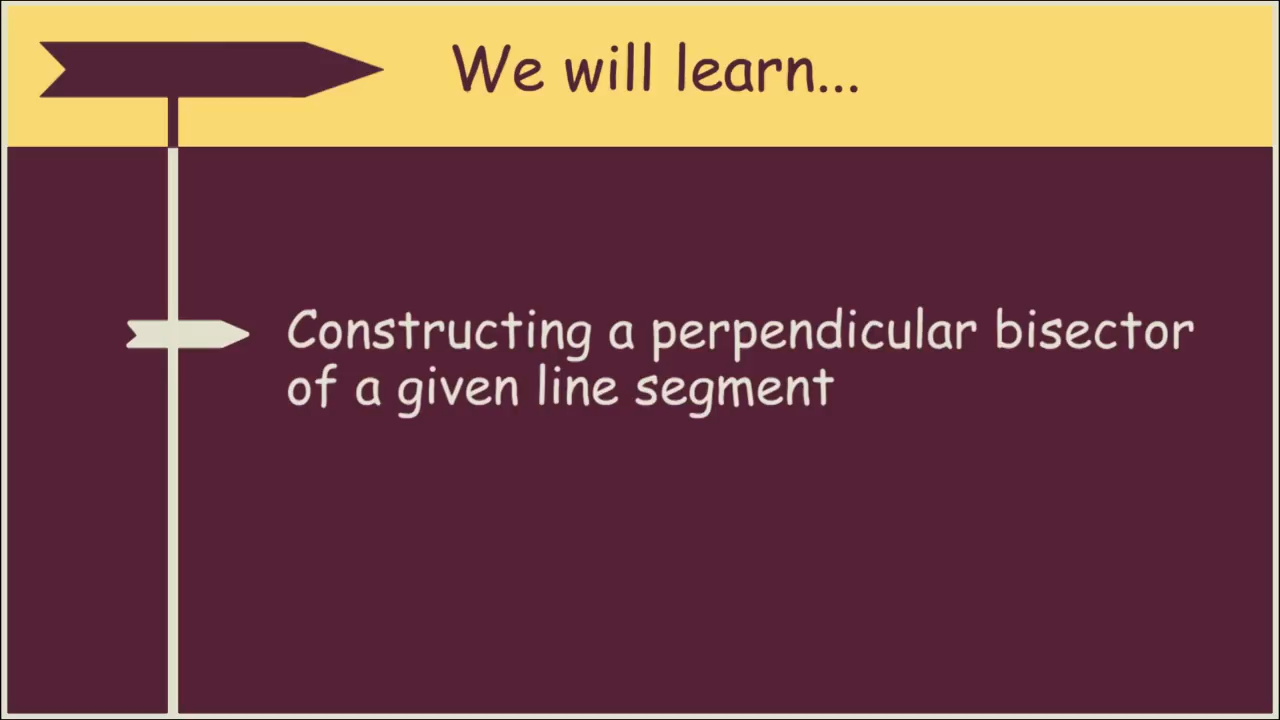 We will learn...
Constructing a perpendicular bisector
of a given line segment